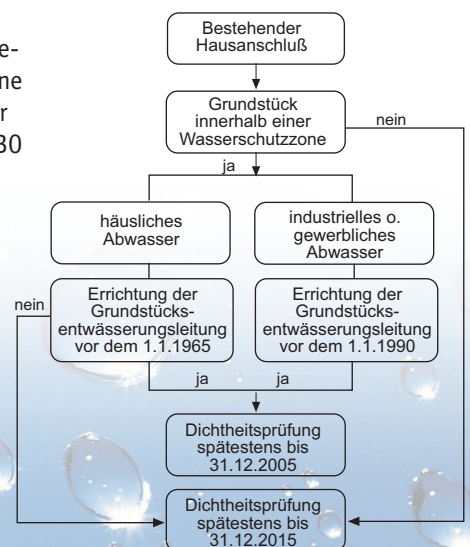 e-
ne
r
30
Bestehender
Hausanschluß
Grundstück
innerhalb einer
Wasserschutzzone
nein
ja
häusliches
Abwasser
industrielles o.
gewerbliches
Abwasser
nein
Errichtung der
Grundstücks-
entwässerungsleitung
vor dem 1.1.1965
Errichtung der
Grundstücks-
entwässerungsleitung
vor dem 1.1.1990
ja
ja
Dichtheitsprüfung
spätestens bis
31.12.2005
Dichtheitsprüfung
spätestens bis
31.12.2015